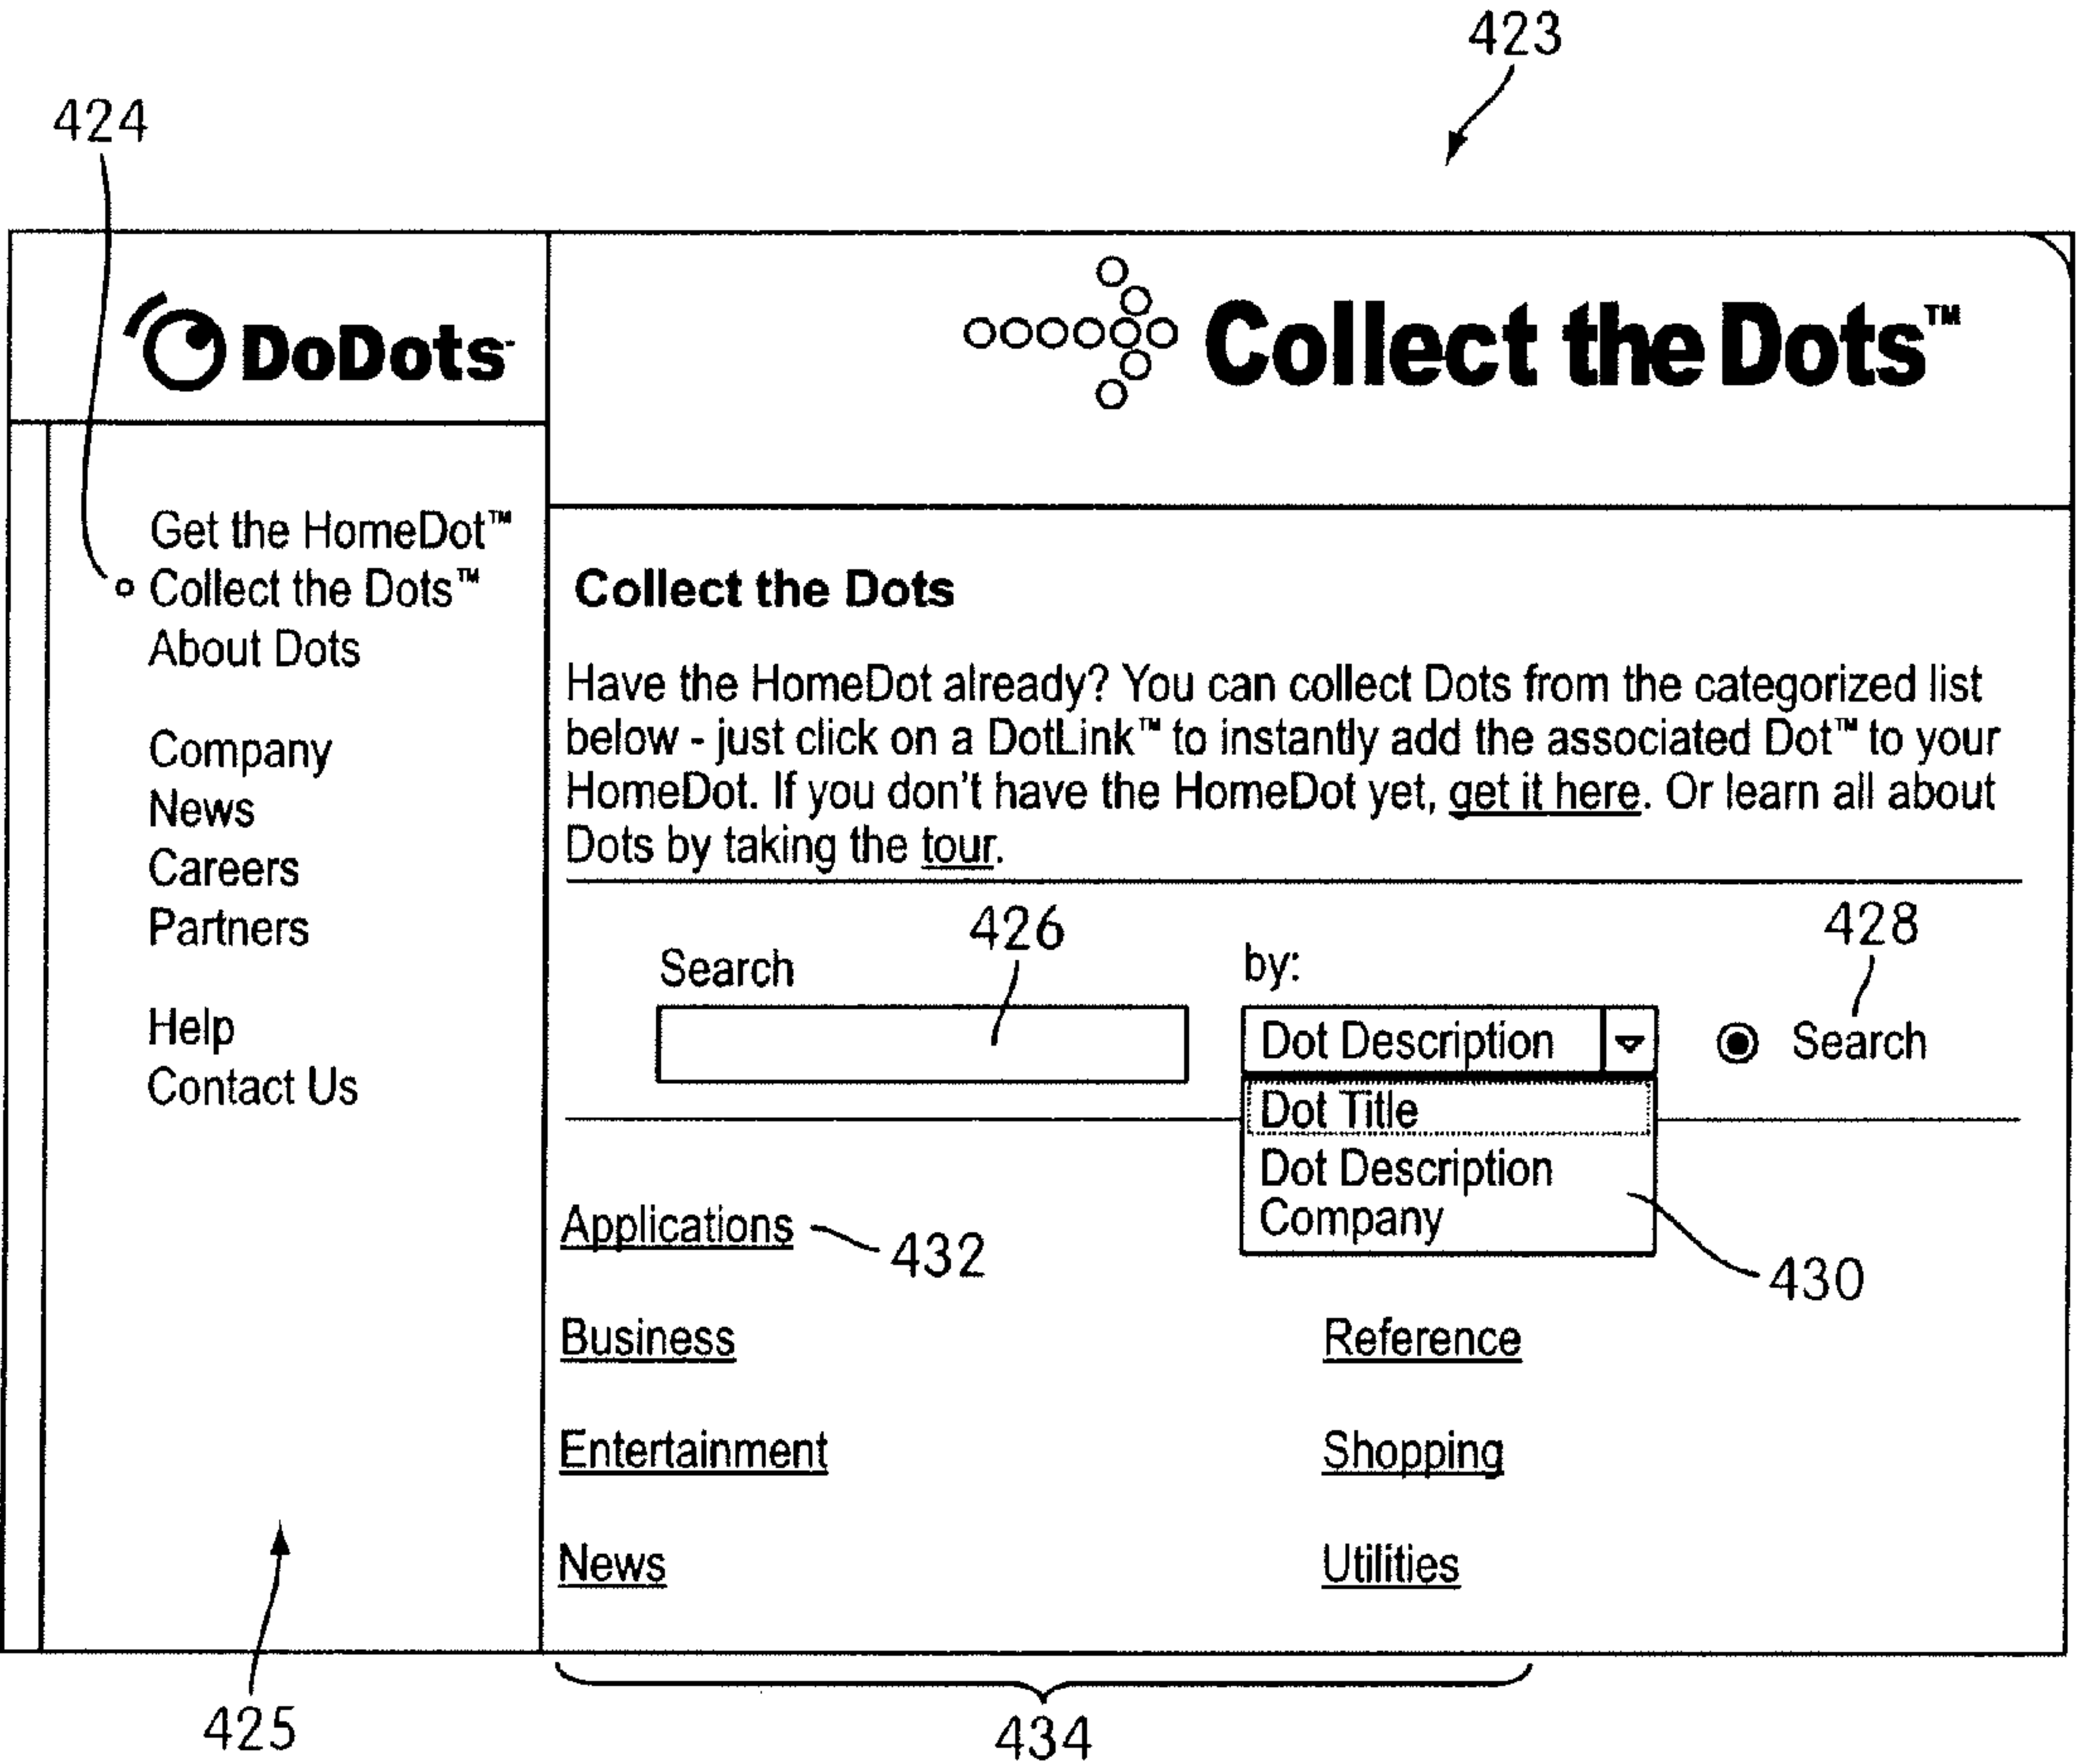 423
424
DoDots
Collect the Dots™
Get the HomeDot™
Collect the Dots™
About Dots
Company
News
Careers
Partners
Help
Contact Us
425
Collect the Dots
Have the HomeDot already? You can collect Dots from the categorized list
below - just click on a DotLink™ to instantly add the associated Dot™ to your
HomeDot. If you don't have the HomeDot yet, get it here. Or learn all about
Dots by taking the tour.
426
428
Search
by:
Dot Description
Search
Dot Title
Dot Description
Company
430
Applications
432
Business
Reference
Entertainment
Shopping
News
Utilities
434